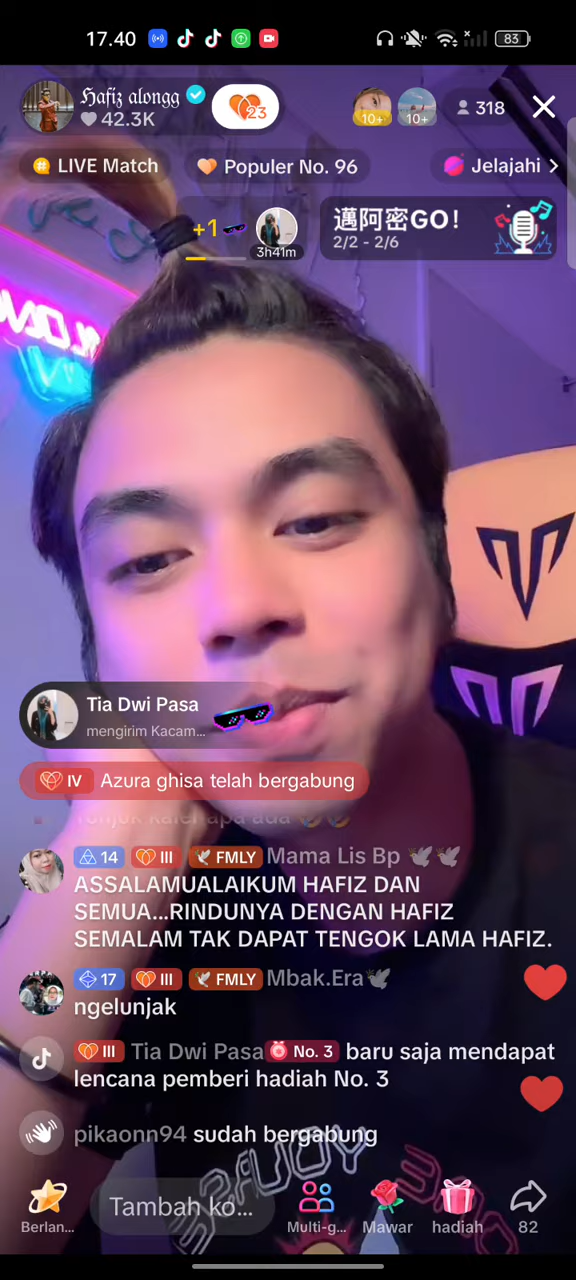 17.40
83
Hafiz alongg
42.3K
23
10+
10+
318
LIVE Match
Populer No. 96
Jelajahi
+1
3h41m
邁阿密GO!
2/2 - 2/6
Tia Dwi Pasa
mengirim Kacam...
IV Azura ghisa telah bergabung
14 III FMLY Mama Lis Bp 🕊️🕊️
ASSALAMUALAIKUM HAFIZ DAN
SEMUA...RINDUNYA DENGAN HAFIZ
SEMALAM TAK DAPAT TENGOK LAMA HAFIZ.
17 III FMLY Mbak.Era🕊️
ngelunjak
III Tia Dwi Pasa No. 3 baru saja mendapat
lencana pemberi hadiah No. 3
pikaonn94 sudah bergabung
Tambah ko...
Berlan...
Multi-g...
Mawar
hadiah
82